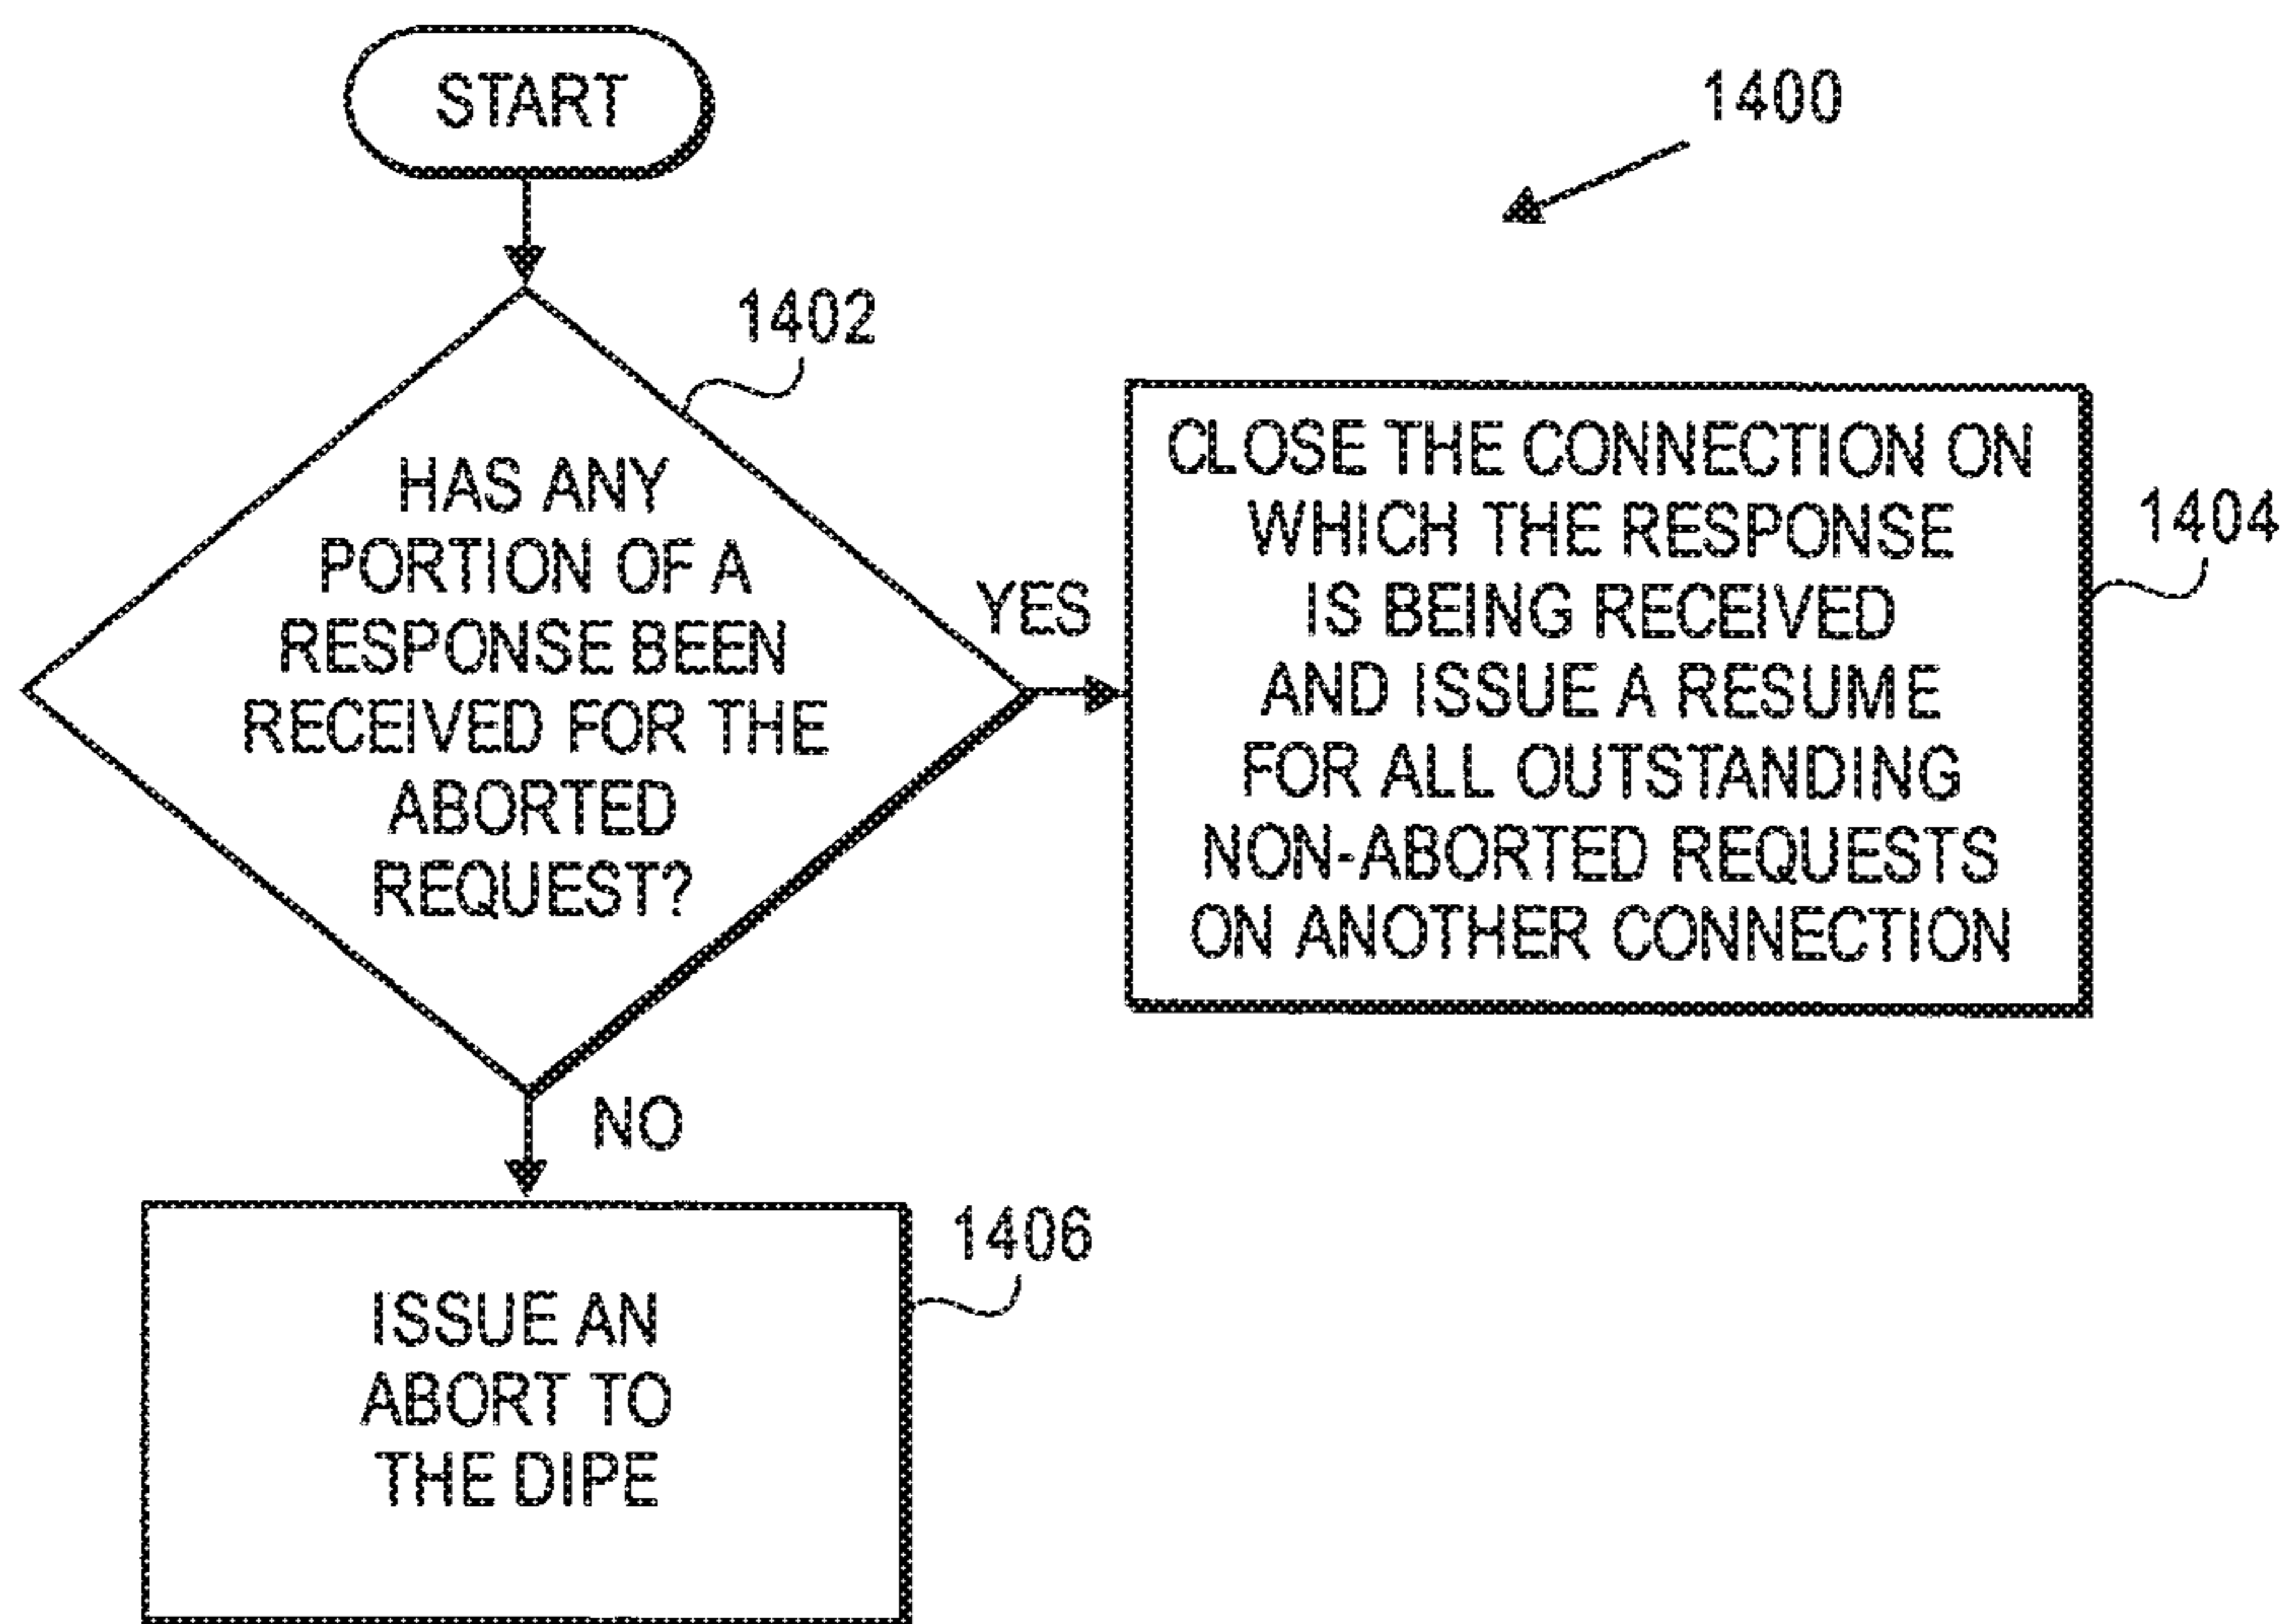 START
1400
1402
HAS ANY
PORTION OF A
RESPONSE BEEN
RECEIVED FOR THE
ABORTED
REQUEST?
YES
CLOSE THE CONNECTION ON
WHICH THE RESPONSE
IS BEING RECEIVED
AND ISSUE A RESUME
FOR ALL OUTSTANDING
NON-ABORTED REQUESTS
ON ANOTHER CONNECTION
1404
NO
1406
ISSUE AN
ABORT TO
THE DIPE